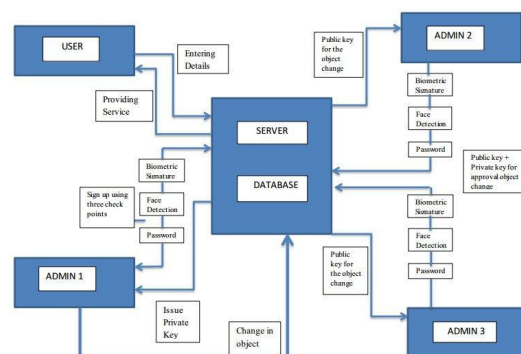 USER
Entering
Details
Providing
Service
Public key
for the
object
change
ADMIN 2
Biometric
Signature
Face
Detection
Password
SERVER
DATABASE
Public key +
Private key for
approval object
change
Biometric
Signature
Face
Detection
Password
Sign up using
three check
points
Biometric
Signature
Face
Detection
Password
ADMIN 1
Issue
Private
Key
Change in
object
Public key
for the object
change
ADMIN 3